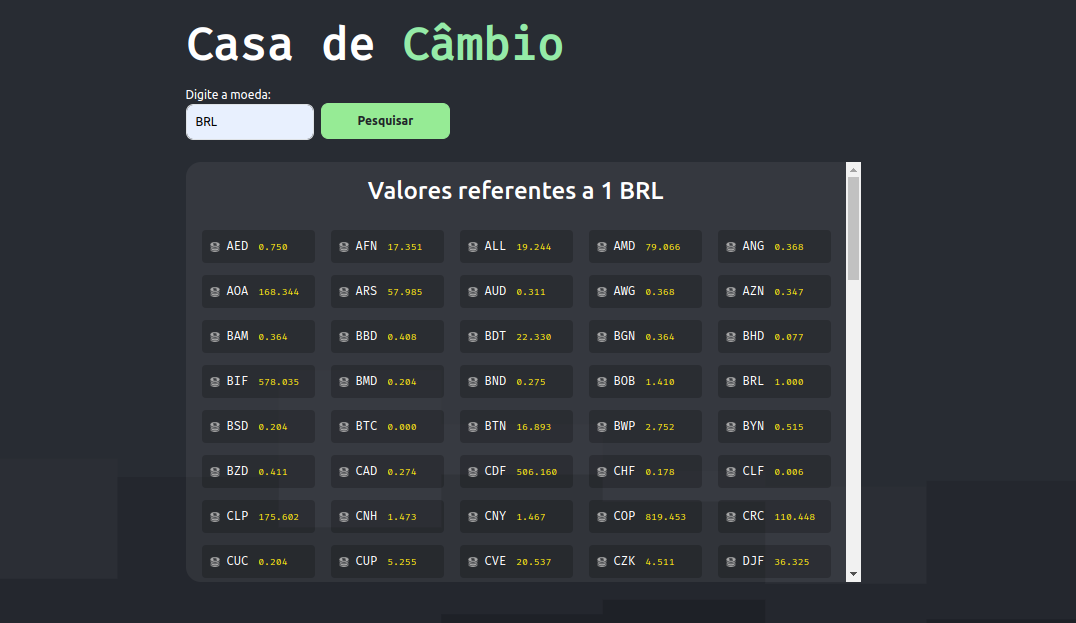 Casa de Câmbio
Digite a moeda:
BRL Pesquisar
Valores referentes a 1 BRL
AED 0.750 AFN 17.351 ALL 19.244 AMD 79.066 ANG 0.368
AOA 168.344 ARS 57.985 AUD 0.311 AWG 0.368 AZN 0.347
BAM 0.364 BBD 0.408 BDT 22.330 BGN 0.364 BHD 0.077
BIF 578.035 BMD 0.204 BND 0.275 BOB 1.410 BRL 1.000
BSD 0.204 BTC 0.000 BTN 16.893 BWP 2.752 BYN 0.515
BZD 0.411 CAD 0.274 CDF 506.160 CHF 0.178 CLF 0.006
CLP 175.602 CNH 1.473 CNY 1.467 COP 819.453 CRC 110.448
CUC 0.204 CUP 5.255 CVE 20.537 CZK 4.511 DJF 36.325